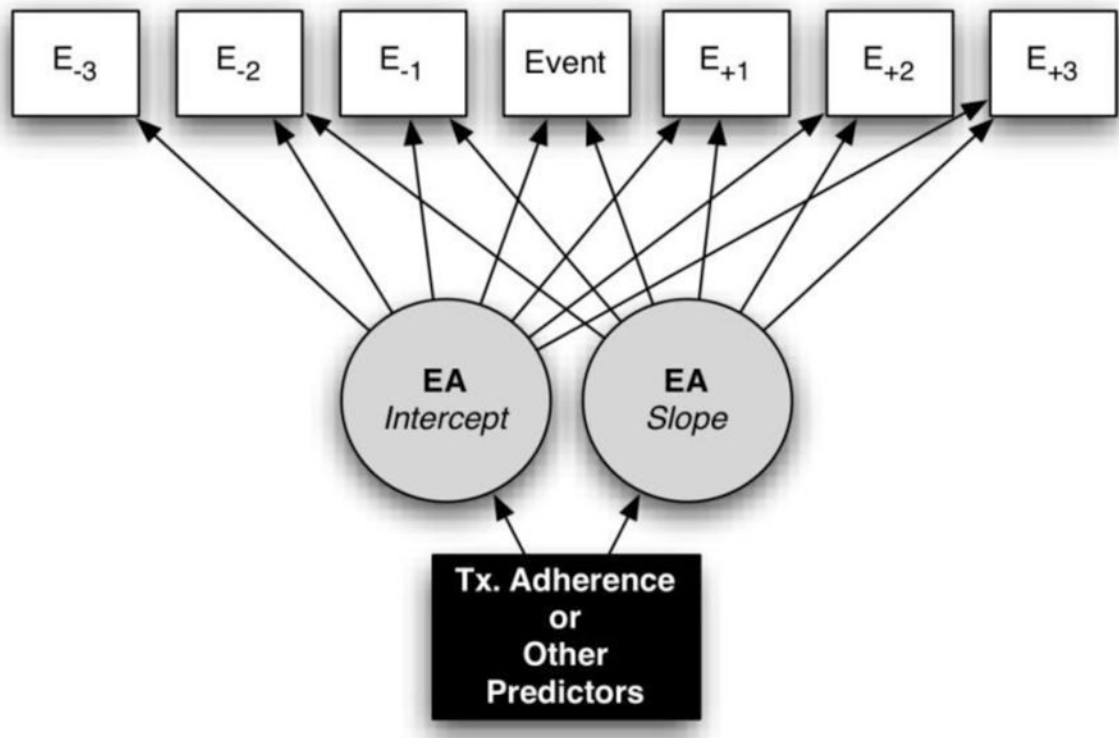 E-3 E-2 E-1 Event E+1 E+2 E+3
EA EA
Intercept Slope
Tx. Adherence
or
Other
Predictors